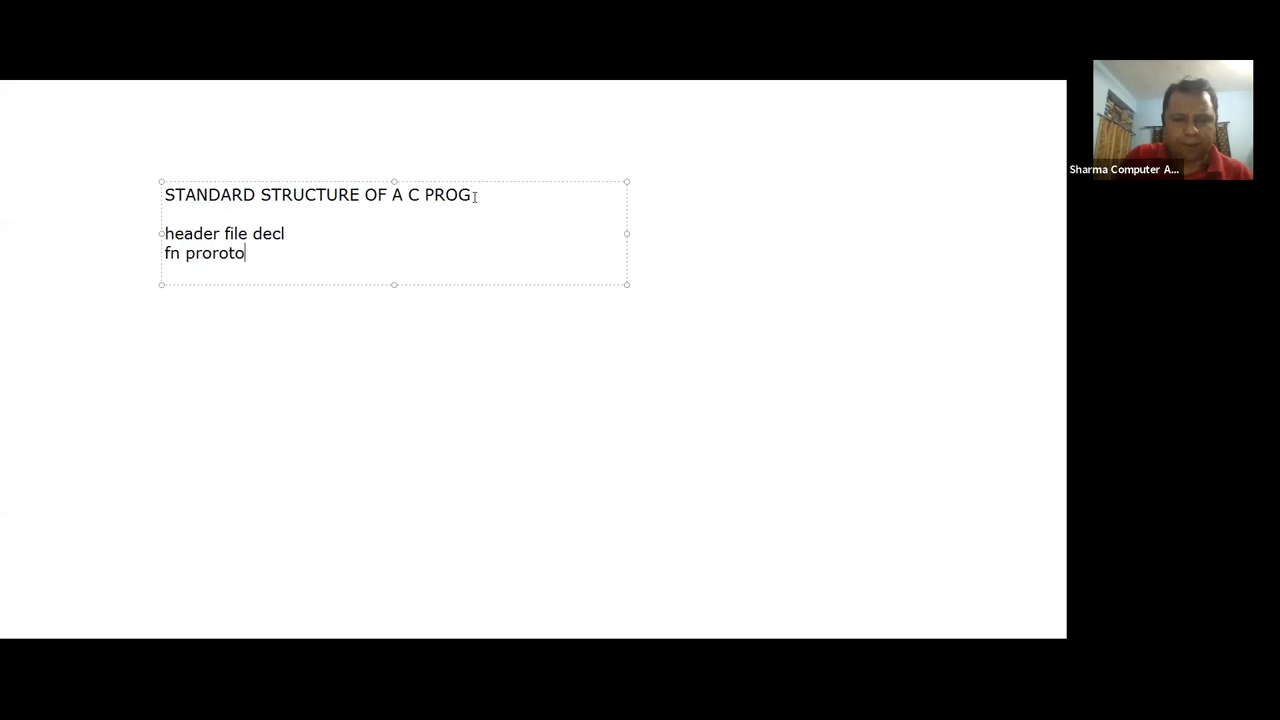 STANDARD STRUCTURE OF A C PROG
header file decl
fn proroto
Sharma Computer A...